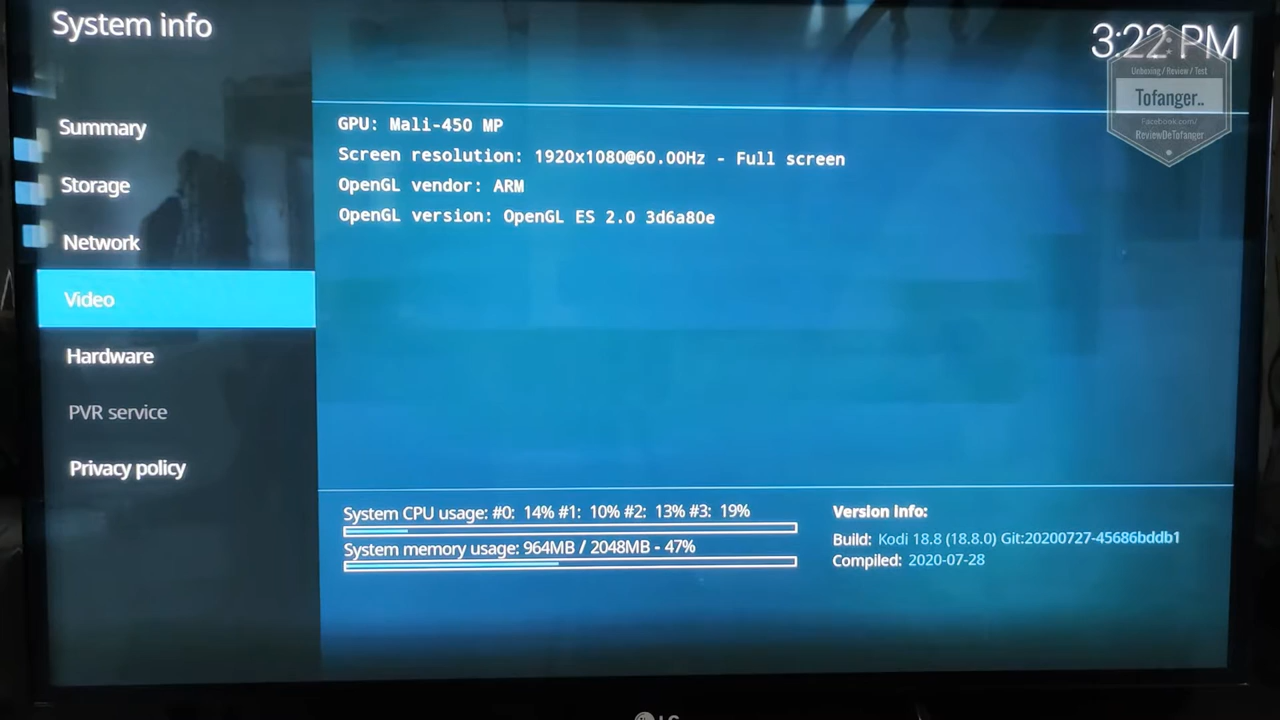 System info
3:22 PM
Unboxing / Review / Test
Tofanger..
Facebook.com/
ReviewDeTofanger
Summary
Storage
Network
Video
Hardware
PVR service
Privacy policy
GPU: Mali-450 MP
Screen resolution: 1920x1080@60.00Hz - Full screen
OpenGL vendor: ARM
OpenGL version: OpenGL ES 2.0 3d6a80e
System CPU usage: #0: 14% #1: 10% #2: 13% #3: 19%
System memory usage: 964MB / 2048MB - 47%
Version info:
Build: Kodi 18.8 (18.8.0) Git:20200727-45686bddb1
Compiled: 2020-07-28
LG